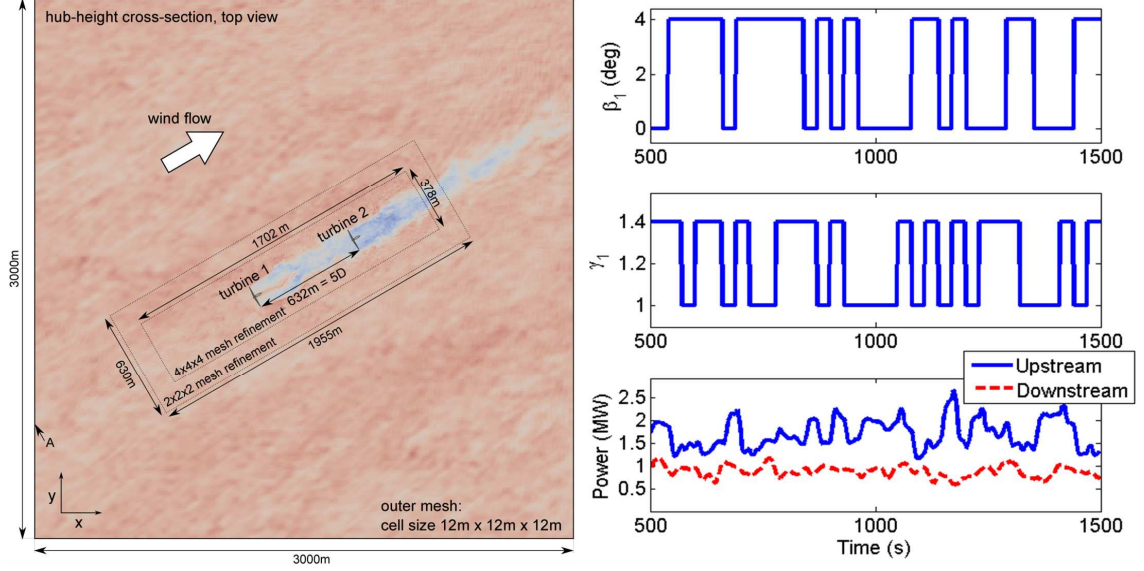 hub-height cross-section, top view
wind flow
1702 m
378m
turbine 2
turbine 1
632m = 5D
4x4x4 mesh refinement
1955m
2x2x2 mesh refinement
630m
3000m
A
y
x
outer mesh:
cell size 12m x 12m x 12m
3000m
β1 (deg)
4
2
0
500
1000
1500
γ1
1.4
1.2
1
500
1000
1500
Upstream
Downstream
Power (MW)
2.5
2
1.5
1
0.5
500
1000
1500
Time (s)